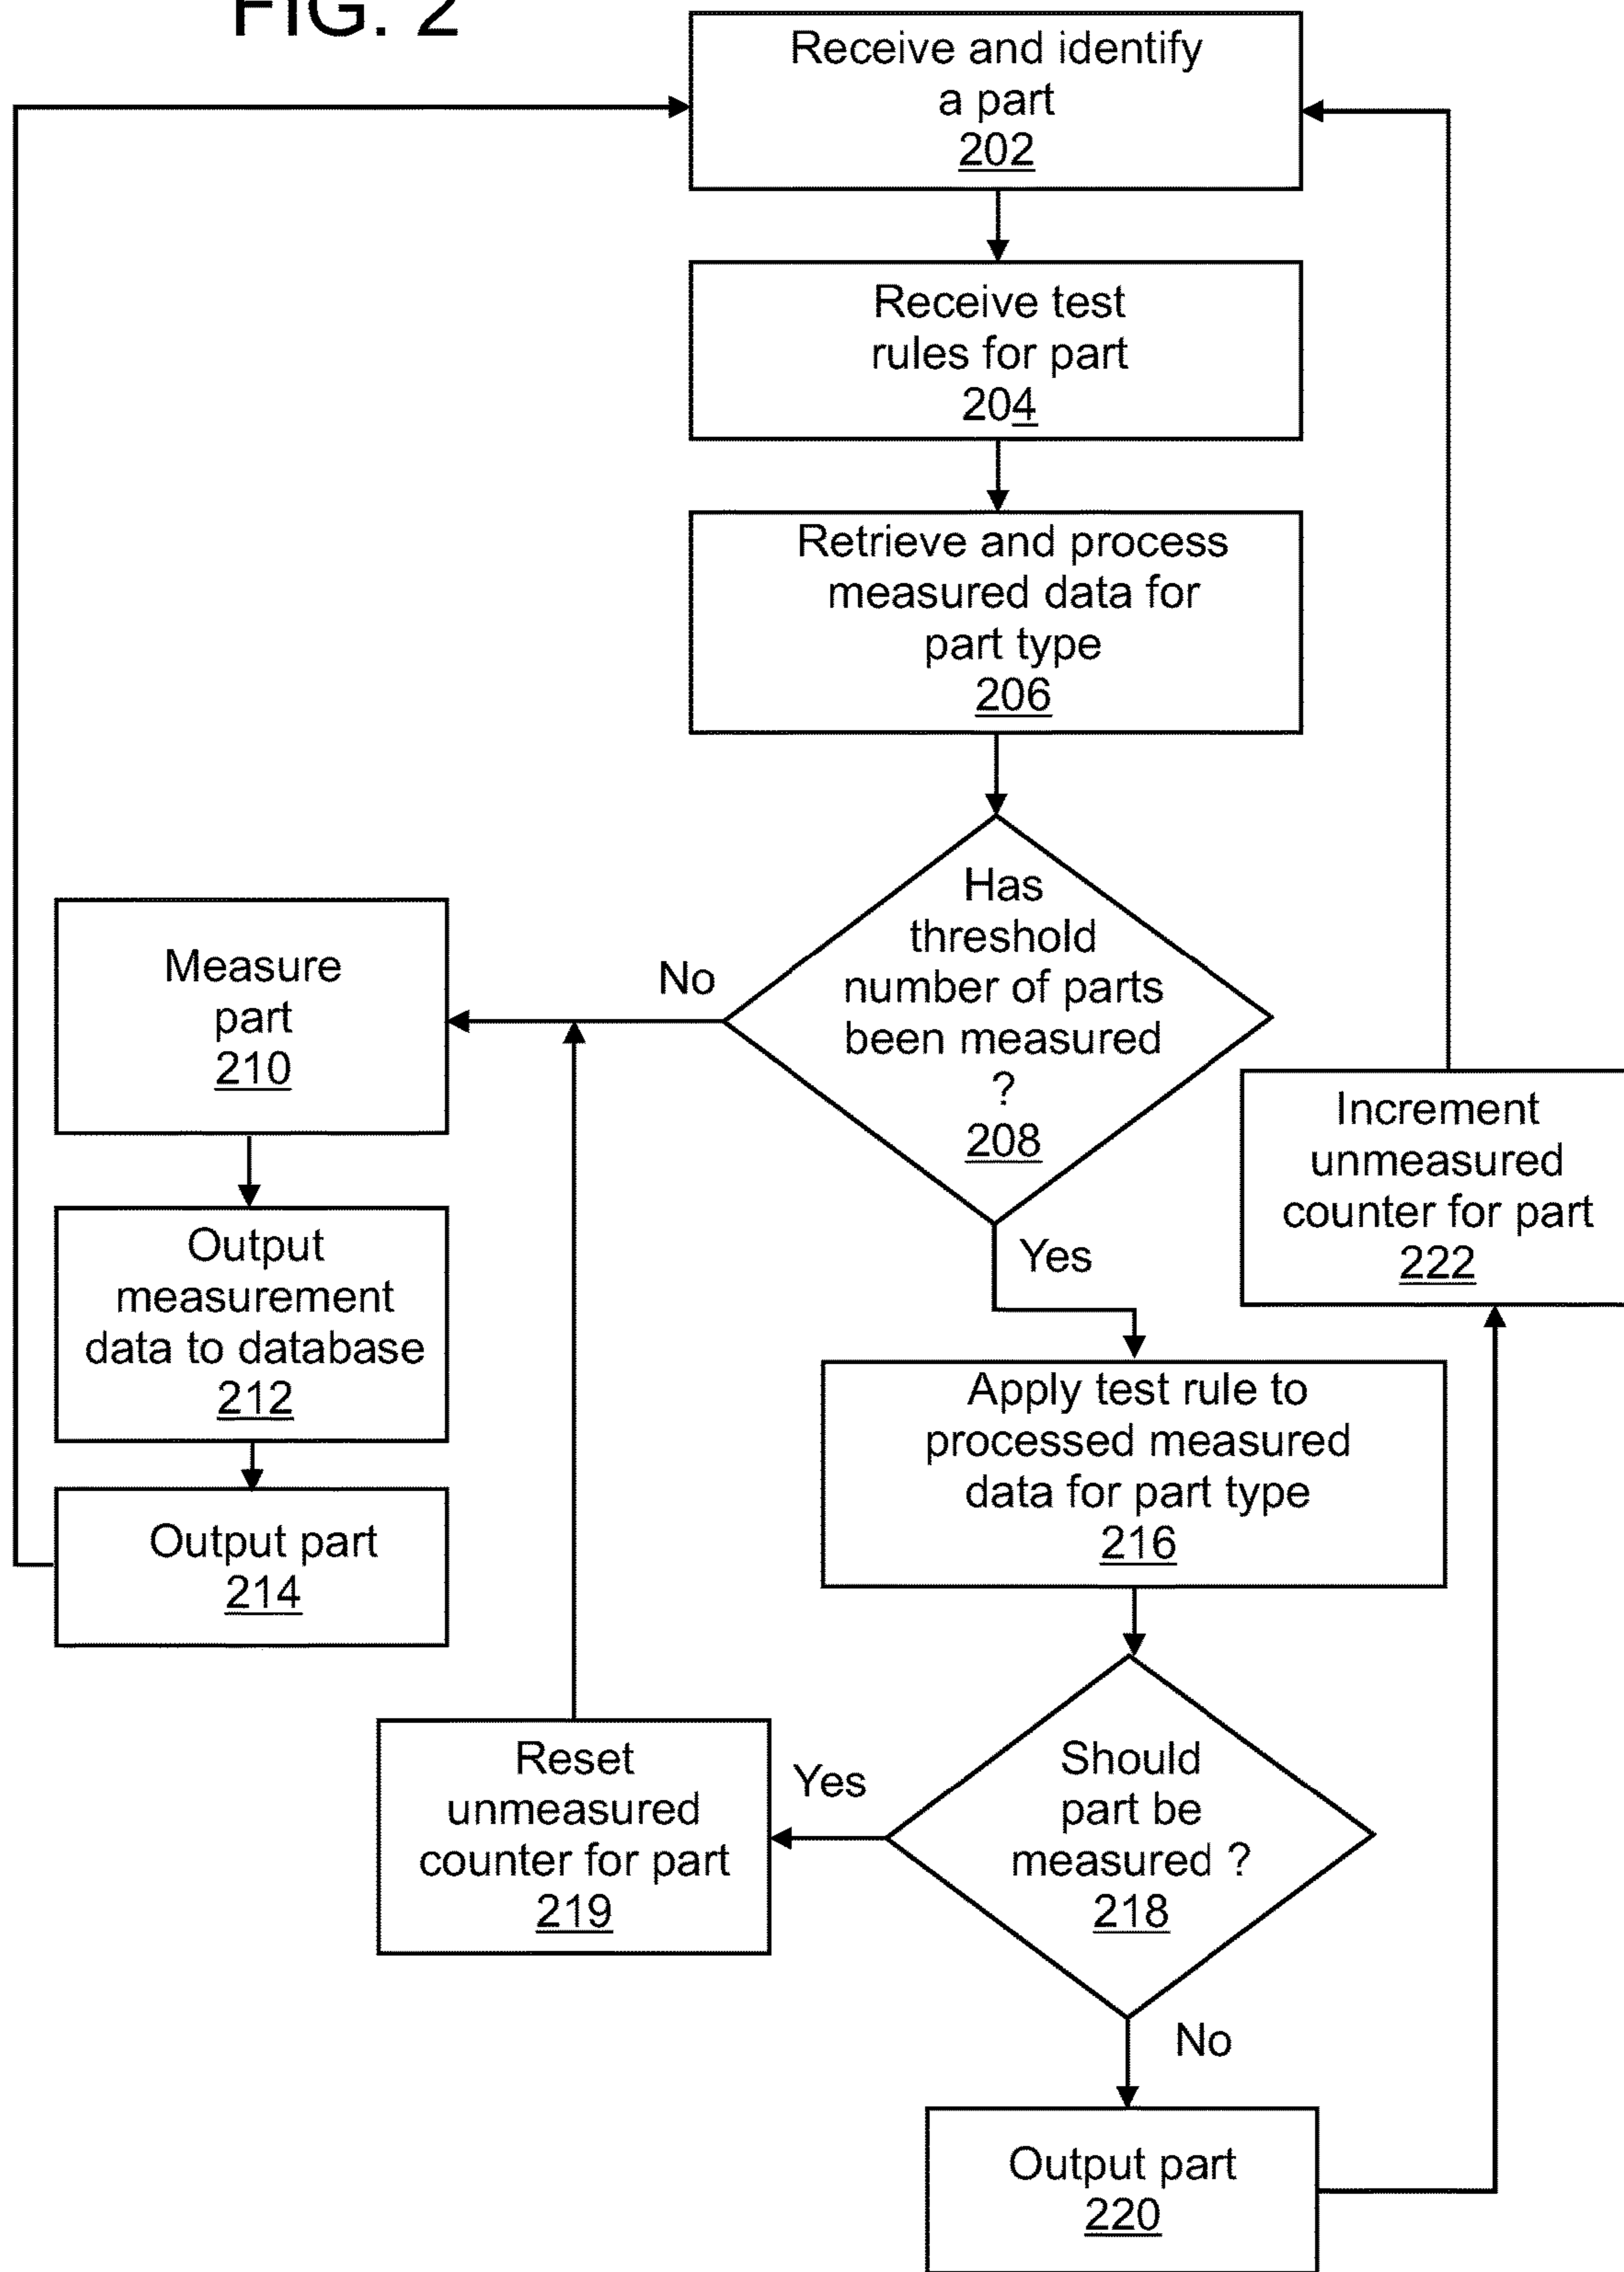 FIG. 2
Receive and identify
a part
202
Receive test
rules for part
204
Retrieve and process
measured data for
part type
206
Has
threshold
number of parts
been measured
?
208
No
Yes
Measure
part
210
Output
measurement
data to database
212
Output part
214
Increment
unmeasured
counter for part
222
Apply test rule to
processed measured
data for part type
216
Should
part be
measured ?
218
Yes
No
Reset
unmeasured
counter for part
219
Output part
220